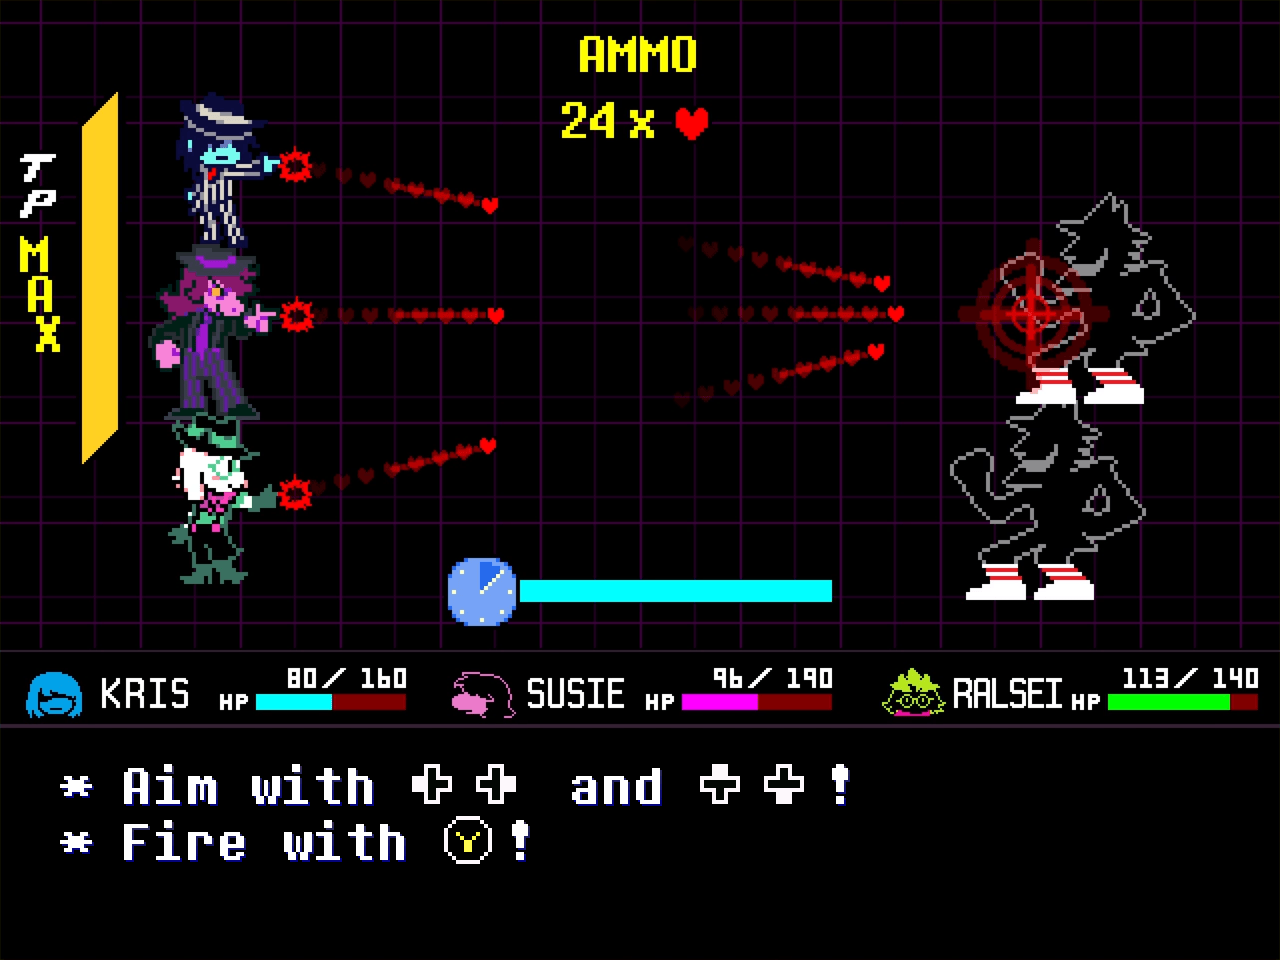 AMMO
24 x
TP
MAX
KRIS HP 80/ 160
SUSIE HP 96/ 190
RALSEI HP 113/ 140
* Aim with and !
* Fire with Y!